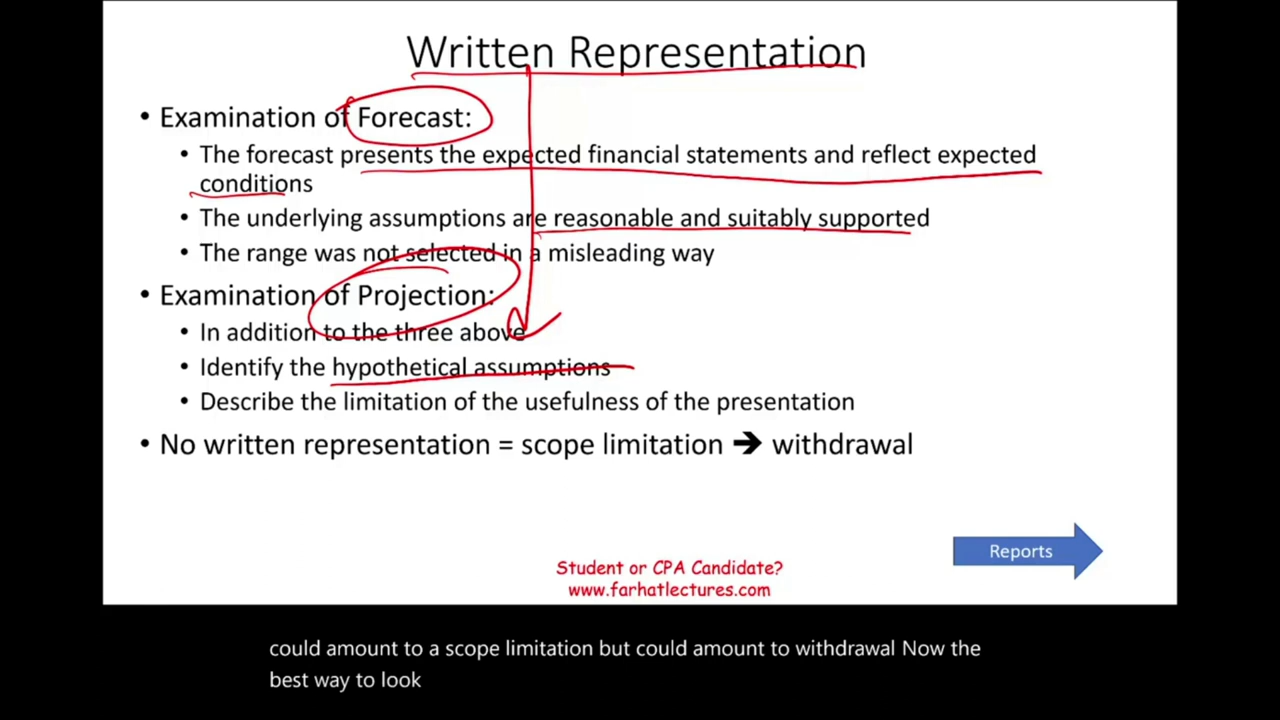 Written Representation
• Examination of Forecast:
• The forecast presents the expected financial statements and reflect expected
conditions
• The underlying assumptions are reasonable and suitably supported
• The range was not selected in a misleading way
• Examination of Projection:
• In addition to the three above
• Identify the hypothetical assumptions
• Describe the limitation of the usefulness of the presentation
• No written representation = scope limitation → withdrawal
Reports
Student or CPA Candidate?
www.farhatlectures.com
could amount to a scope limitation but could amount to withdrawal Now the
best way to look